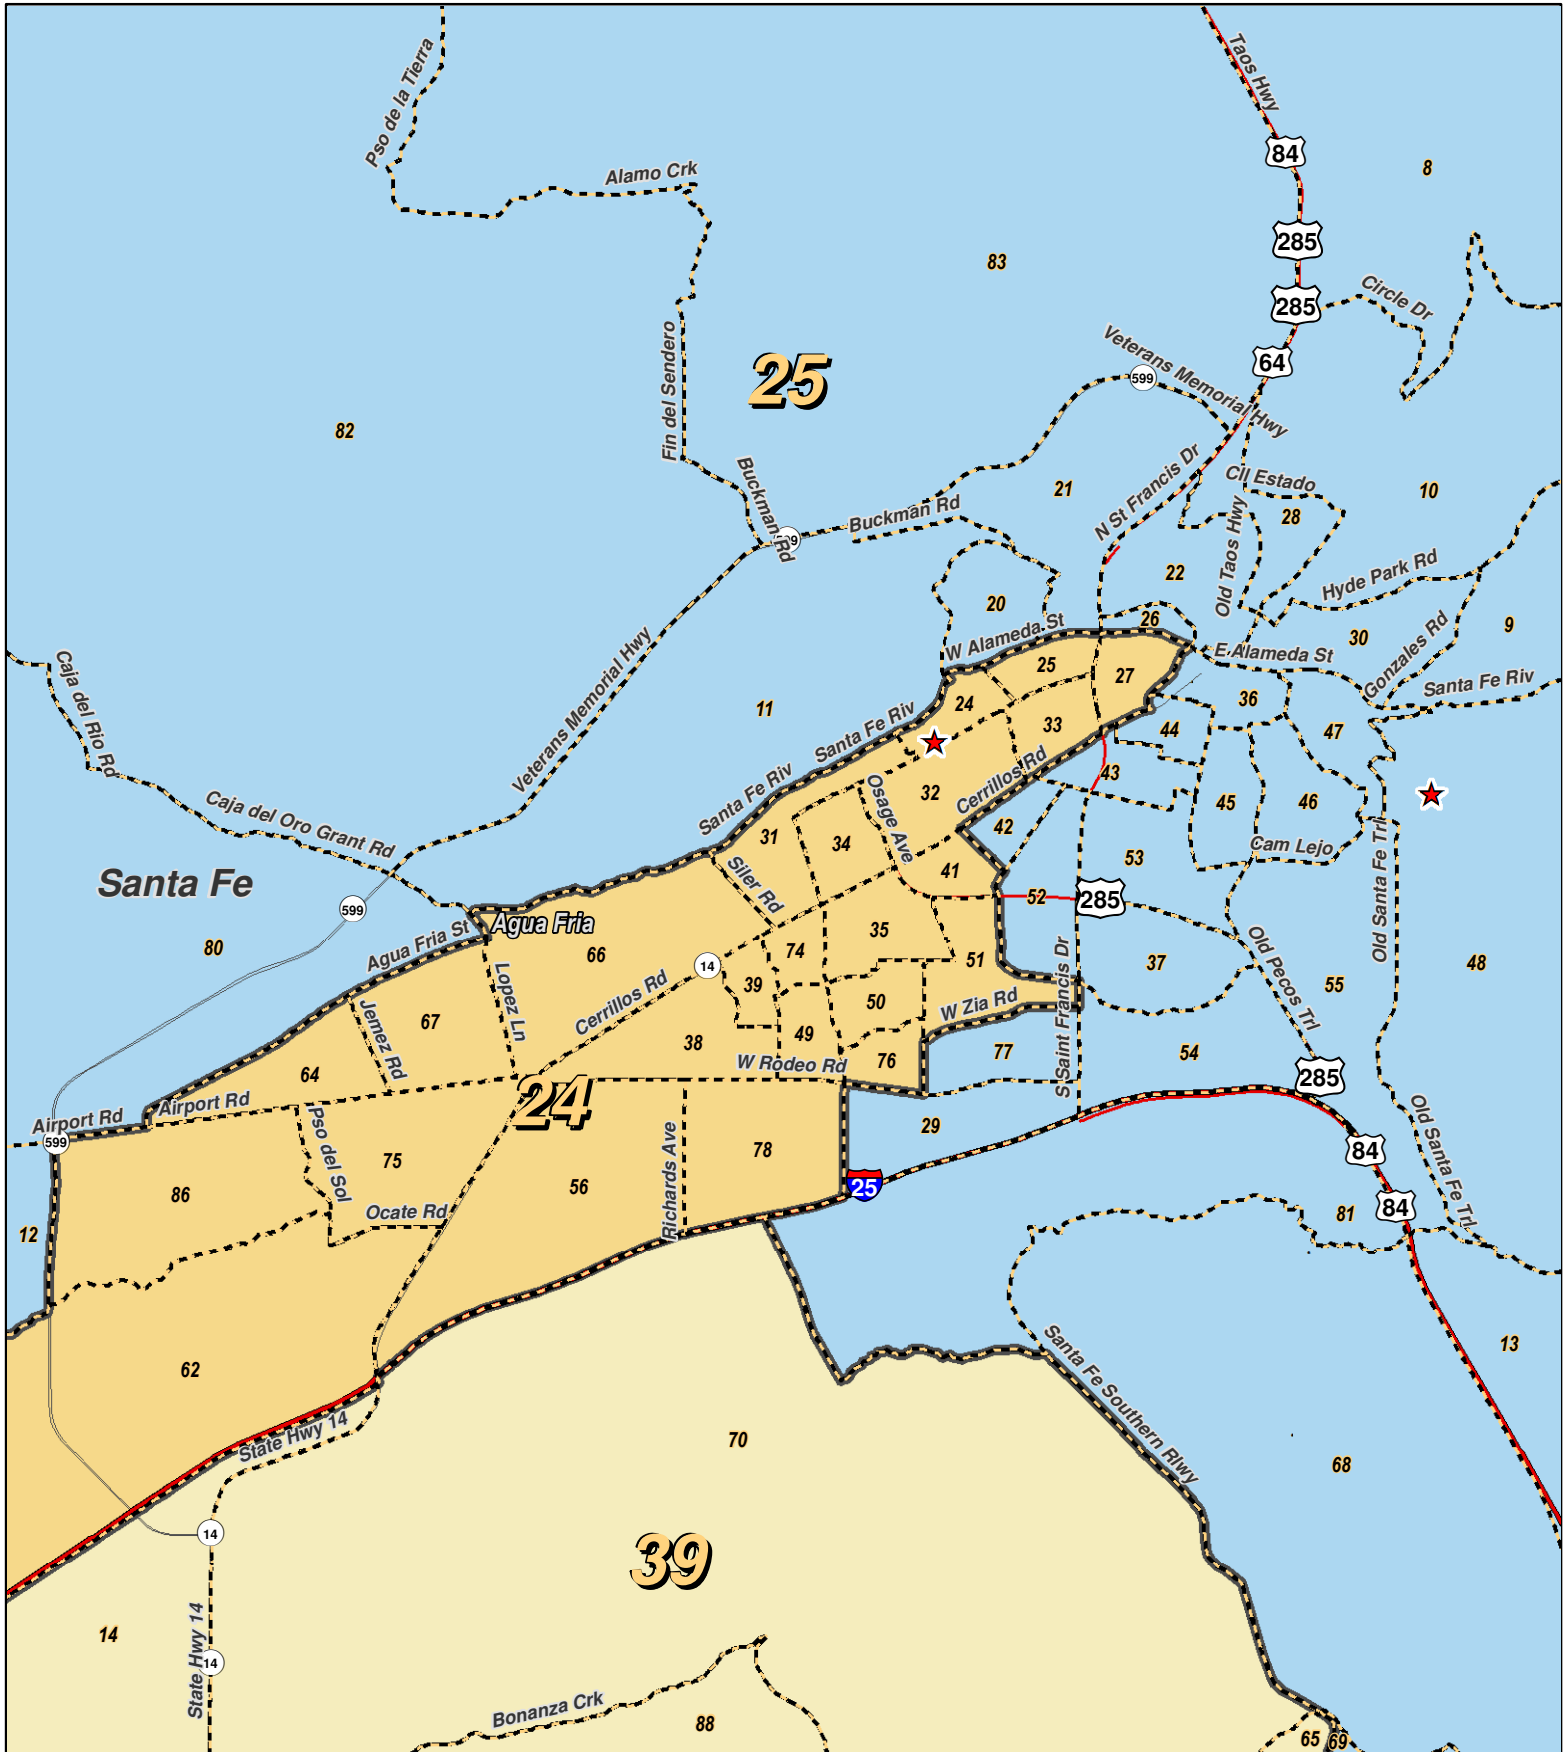 Pso de la Tierra
Taos Hwy
84
8
Alamo Crk
285
83
Circle Dr
285
Fin del Sendero
Veterans Memorial Hwy
64
25
599
82
Buckman Rd
N St Francis Dr
Cll Estado
21
10
Buckman Rd
28
Old Taos Hwy
Hyde Park Rd
22
20
26
9
W Alameda St
30
Gonzales Rd
E Alameda St
Caja del Rio Rd
Veterans Memorial Hwy
25
27
Santa Fe Riv
36
24
11
Santa Fe Riv
33
44
47
Santa Fe Riv
43
Osage Ave
Cerrillos Rd
32
45
46
Caja del Oro Grant Rd
31
34
42
Cam Lejo
53
Old Santa Fe Trl
Siler Rd
41
Santa Fe
52
285
599
Agua Fria
Agua Fria St
35
80
66
74
51
Old Pecos Trl
37
48
14
Lopez Ln
39
55
Cerrillos Rd
50
W Zia Rd
S Saint Francis Dr
Jemez Rd
67
49
38
77
54
W Rodeo Rd
76
64
285
24
Airport Rd
Airport Rd
599
29
Old Santa Fe Trl
Pso del Sol
75
Richards Ave
78
84
86
56
25
84
Ocate Rd
81
12
Santa Fe Southern Rlwy
13
62
State Hwy 14
70
68
14
39
14
State Hwy 14
14
Bonanza Crk
88
65
69